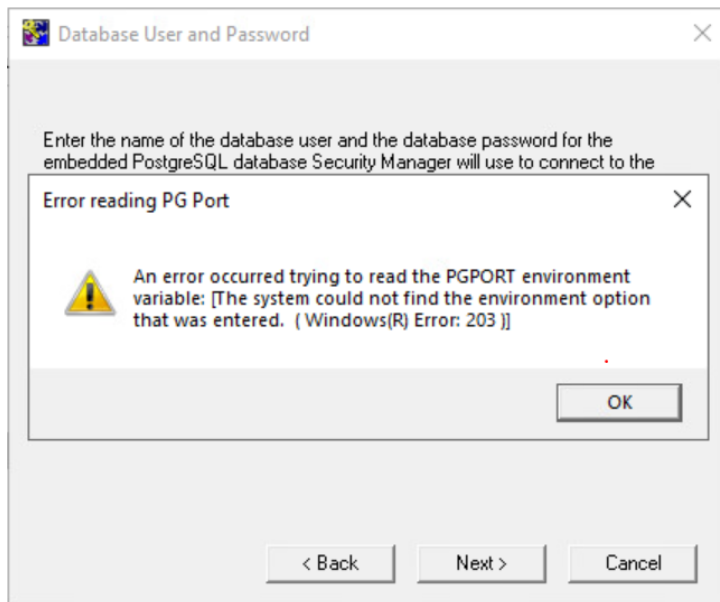 Database User and Password
Enter the name of the database user and the database password for the
embedded PostgreSQL database Security Manager will use to connect to the
Error reading PG Port
An error occurred trying to read the PGPORT environment
variable: [The system could not find the environment option
that was entered. ( Windows(R) Error: 203 )]
OK
< Back
Next >
Cancel